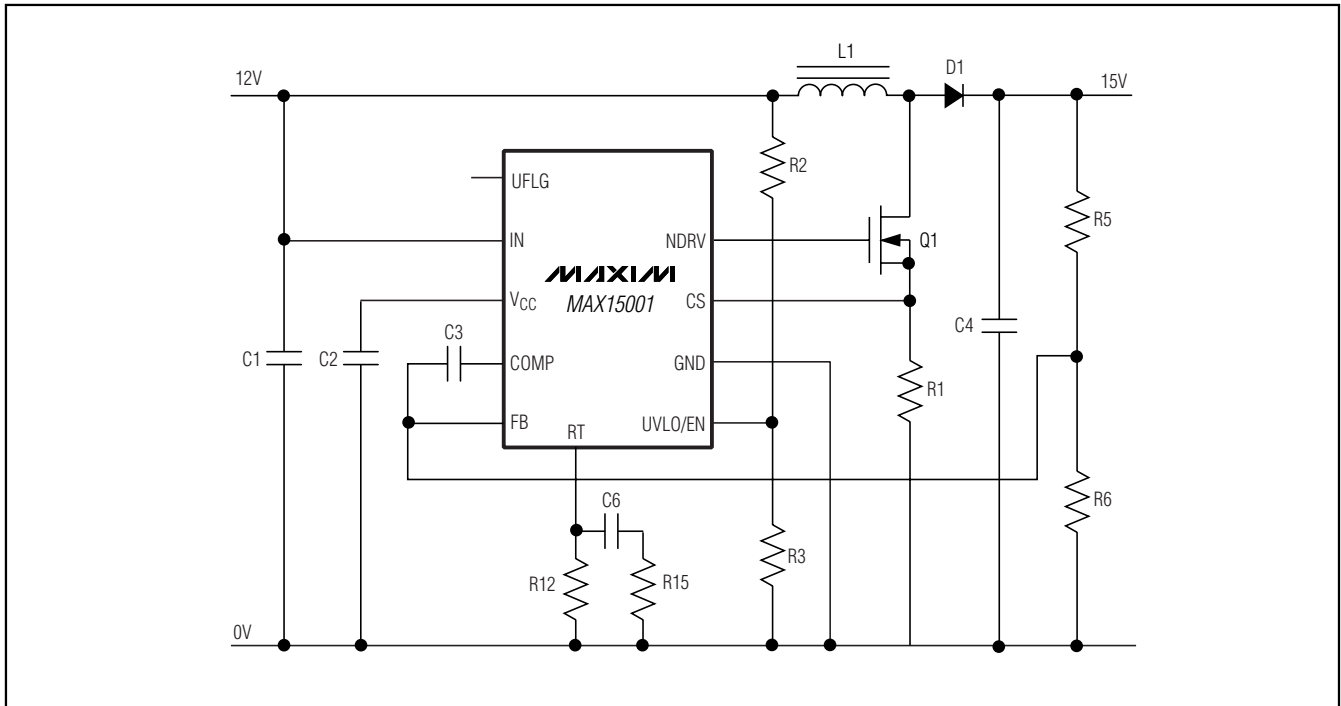 L1
D1
12V
15V
R2
UFLG
R5
IN
NDRV
Q1
MAXIM
MAX15001
VCC
CS
C3
C4
C1
C2
COMP
GND
R1
FB
UVLO/EN
RT
C6
R6
R3
R12
R15
0V